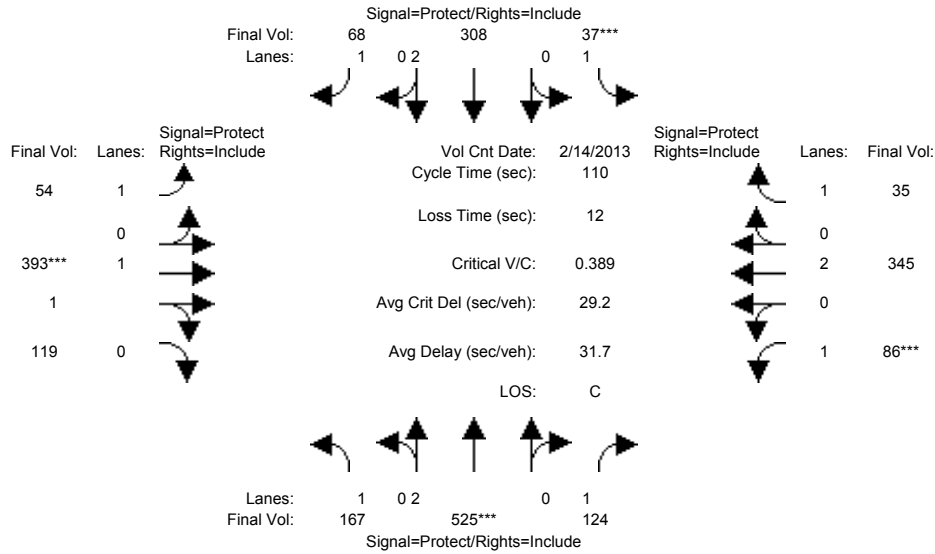 Signal=Protect/Rights=Include
Final Vol: 68 308 37***
Lanes: 1 0 2 0 1
Signal=Protect
Final Vol: Lanes: Rights=Include
Vol Cnt Date: 2/14/2013
Signal=Protect
Rights=Include Lanes: Final Vol:
Cycle Time (sec): 110
54 1
1 35
Loss Time (sec): 12
0
0
393*** 1
Critical V/C: 0.389
2 345
1
Avg Crit Del (sec/veh): 29.2
0
119 0
Avg Delay (sec/veh): 31.7
1 86***
LOS: C
Lanes: 1 0 2 0 1
Final Vol: 167 525*** 124
Signal=Protect/Rights=Include